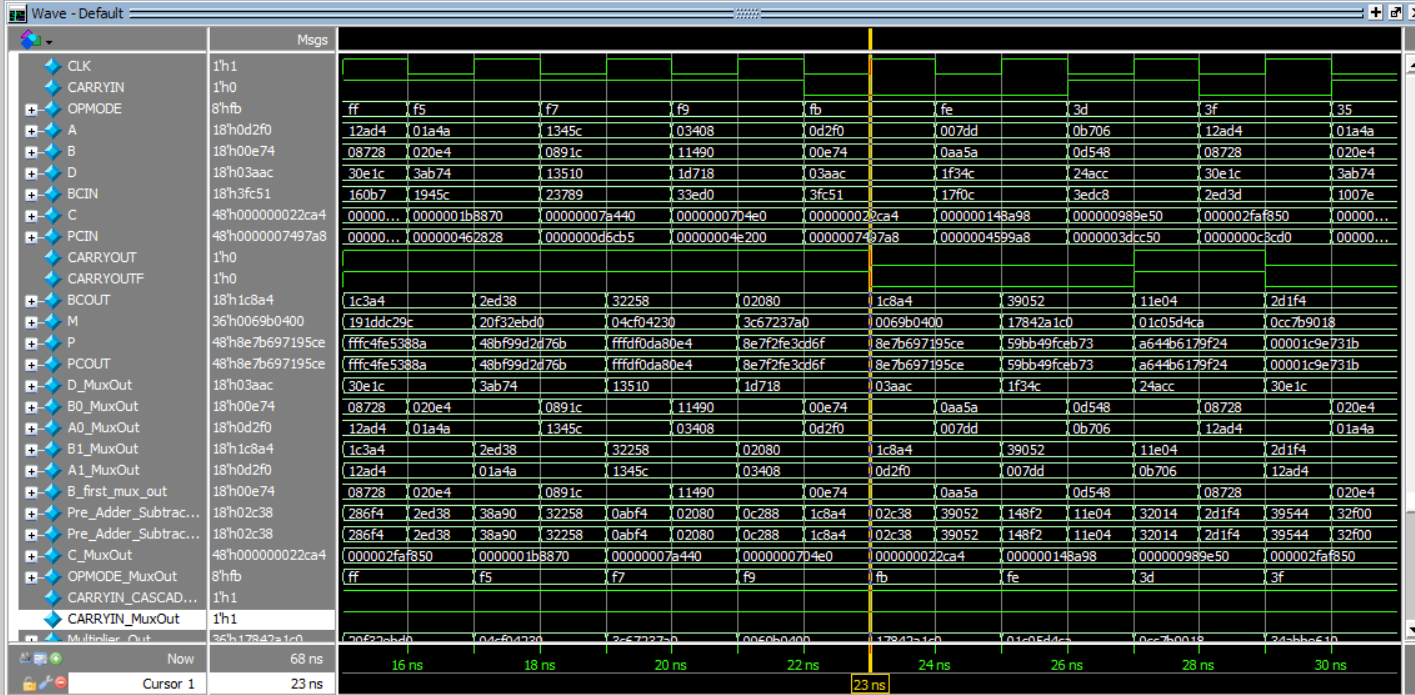 Wave - Default
Msgs
CLK 1'h1
CARRYIN 1'h0
OPMODE 8'hfb ff f5 f7 f9 fb fe 3d 3f 35
A 18'h0d2f0 12ad4 01a4a 1345c 03408 0d2f0 007dd 0b706 12ad4 01a4a
B 18'h00e74 08728 020e4 0891c 11490 00e74 0aa5a 0d548 08728 020e4
D 18'h03aac 30e1c 3ab74 13510 1d718 03aac 1f34c 24acc 30e1c 3ab74
BCIN 18'h3fc51 160b7 1945c 23789 33ed0 3fc51 17f0c 3edc8 2ed3d 1007e
C 48'h000000022ca4 00000... 0000001b8870 00000007a440 0000000704e0 000000022ca4 000000148a98 000000989e50 000002faf850 00000...
PCIN 48'h0000007497a8 00000... 000000462828 0000000d6cb5 00000004e200 0000007497a8 0000004599a8 0000003dcc50 0000000c3cd0 00000...
CARRYOUT 1'h0
CARRYOUTF 1'h0
BCOUT 18'h1c8a4 1c3a4 2ed38 32258 02080 1c8a4 39052 11e04 2d1f4
M 36'h0069b0400 191ddc29c 20f32ebd0 04cf04230 3c67237a0 0069b0400 17842a1c0 01c05d4ca 0cc7b9018
P 48'h8e7b697195ce fffc4fe5388a 48bf99d2d76b fffdf0da80e4 8e7f2fe3cd6f 8e7b697195ce 59bb49fceb73 a644b6179f24 00001c9e731b
PCOUT 48'h8e7b697195ce fffc4fe5388a 48bf99d2d76b fffdf0da80e4 8e7f2fe3cd6f 8e7b697195ce 59bb49fceb73 a644b6179f24 00001c9e731b
D_MuxOut 18'h03aac 30e1c 3ab74 13510 1d718 03aac 1f34c 24acc 30e1c
B0_MuxOut 18'h00e74 08728 020e4 0891c 11490 00e74 0aa5a 0d548 08728 020e4
A0_MuxOut 18'h0d2f0 12ad4 01a4a 1345c 03408 0d2f0 007dd 0b706 12ad4 01a4a
B1_MuxOut 18'h1c8a4 1c3a4 2ed38 32258 02080 1c8a4 39052 11e04 2d1f4
A1_MuxOut 18'h0d2f0 12ad4 01a4a 1345c 03408 0d2f0 007dd 0b706 12ad4
B_first_mux_out 18'h00e74 08728 020e4 0891c 11490 00e74 0aa5a 0d548 08728 020e4
Pre_Adder_Subtrac... 18'h02c38 286f4 2ed38 38a90 32258 0abf4 02080 0c288 1c8a4 02c38 39052 148f2 11e04 32014 2d1f4 39544 32f00
Pre_Adder_Subtrac... 18'h02c38 286f4 2ed38 38a90 32258 0abf4 02080 0c288 1c8a4 02c38 39052 148f2 11e04 32014 2d1f4 39544 32f00
C_MuxOut 48'h000000022ca4 000002faf850 0000001b8870 00000007a440 0000000704e0 000000022ca4 000000148a98 000000989e50 000002faf850
OPMODE_MuxOut 8'hfb ff f5 f7 f9 fb fe 3d 3f
CARRYIN_CASCAD... 1'h1
CARRYIN_MuxOut 1'h1
Multiplier_Out 36'h17842a1c0 20f32ebd0 04cf04230 3c67237a0 0069b0400 17842a1c0 01c05d4ca 0cc7b9018
Now 68 ns 16 ns 18 ns 20 ns 22 ns 24 ns 26 ns 28 ns 30 ns
Cursor 1 23 ns 23 ns